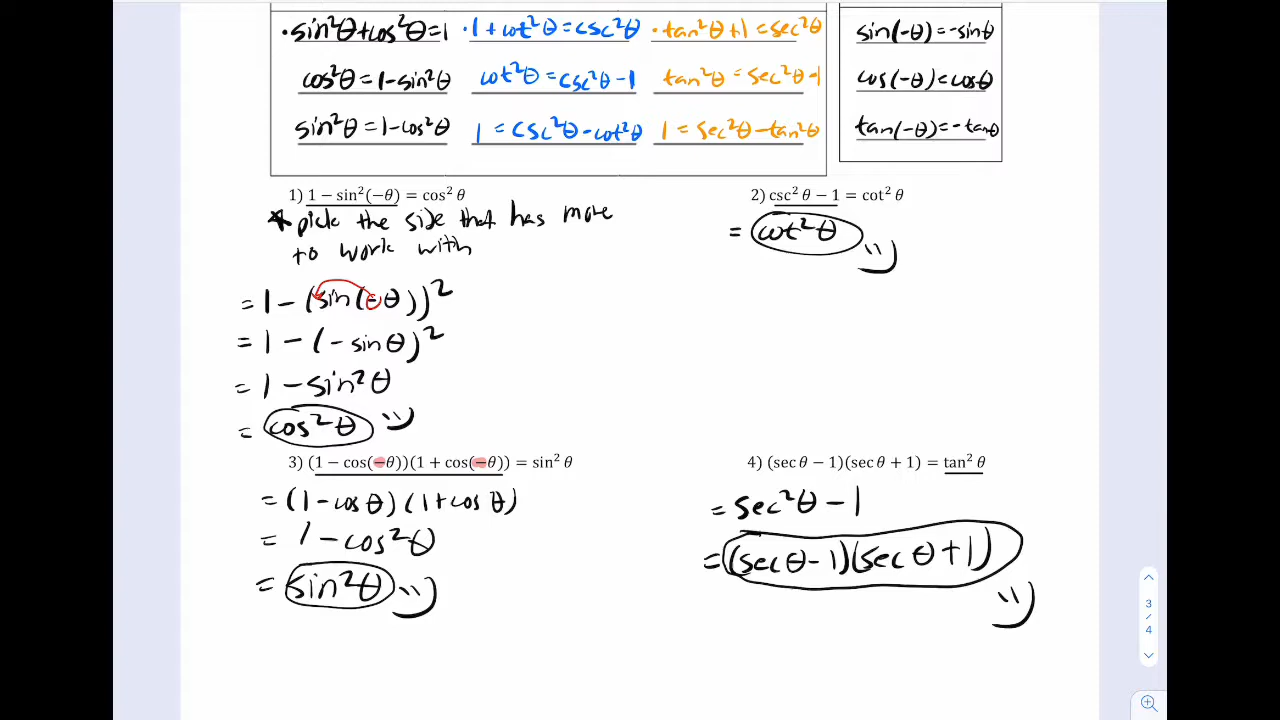 ·sin²θ+cos²θ=1 ·1+cot²θ=csc²θ ·tan²θ+1=sec²θ sin(-θ)=-sinθ
cos²θ=1-sin²θ cot²θ=csc²θ-1 tan²θ=sec²θ-1 cos(-θ)=cosθ
sin²θ=1-cos²θ 1=csc²θ-cot²θ 1=sec²θ-tan²θ tan(-θ)=-tanθ
1) 1 − sin²(−θ) = cos² θ
* pick the side that has more
to work with
= 1 - (sin(-θ))²
= 1 - (-sinθ)²
= 1 - sin²θ
= cos²θ
2) csc² θ − 1 = cot² θ
= cot²θ
3) (1 − cos(−θ))(1 + cos(−θ)) = sin² θ
= (1-cosθ)(1+cosθ)
= 1 - cos²θ
= sin²θ
4) (sec θ − 1)(sec θ + 1) = tan² θ
= sec²θ - 1
= (secθ-1)(secθ+1)
3
/
4